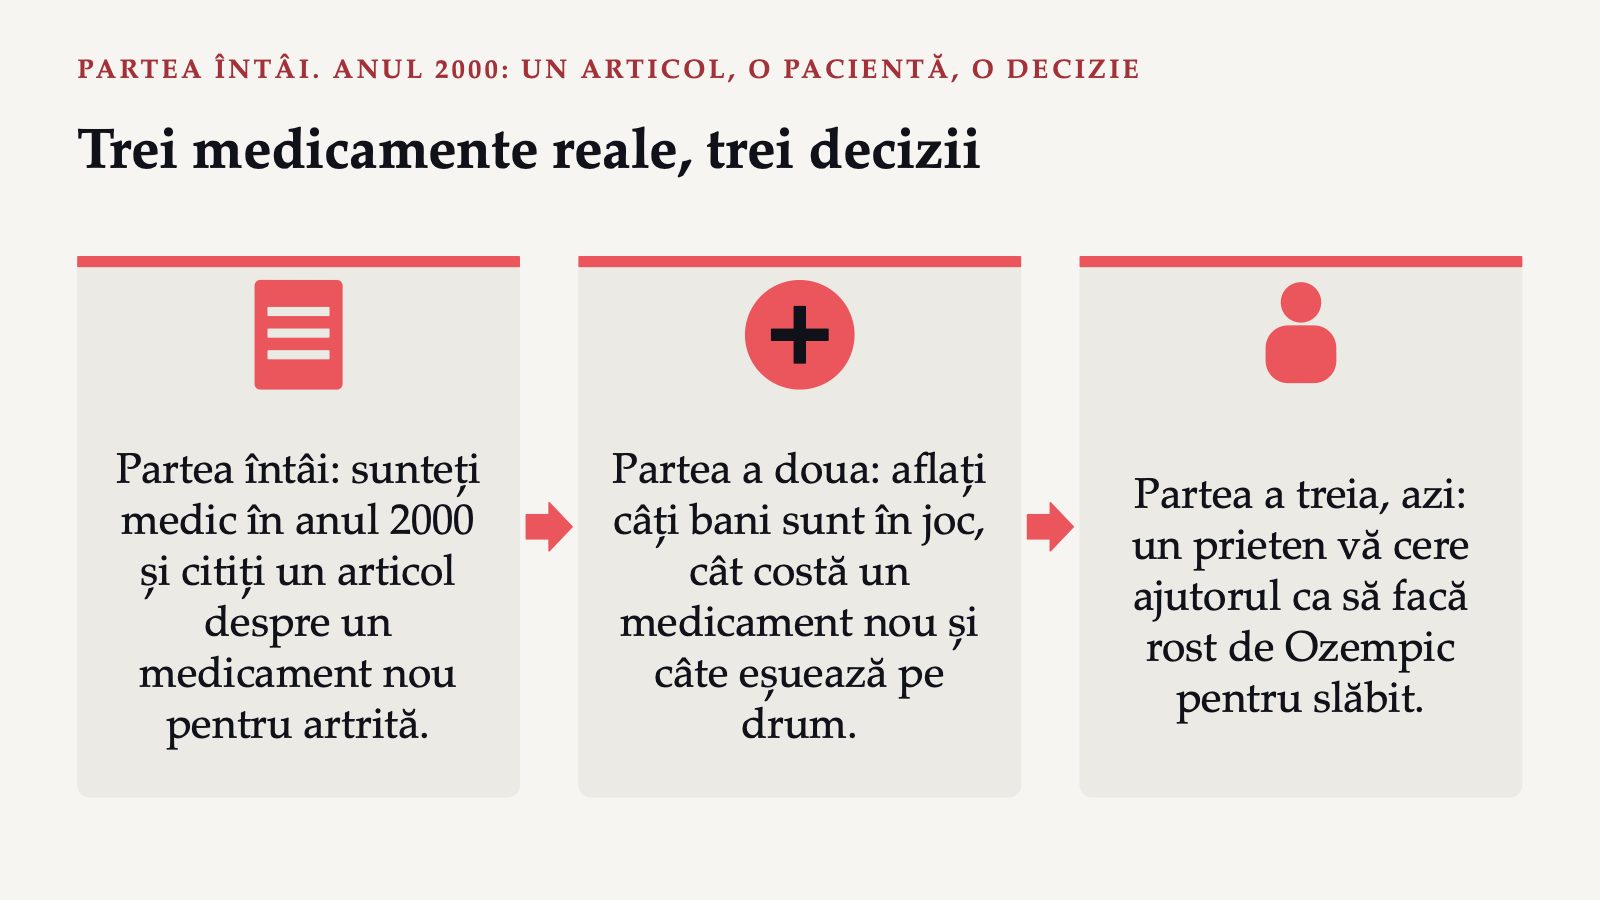 PARTEA ÎNTÂI. ANUL 2000: UN ARTICOL, O PACIENTĂ, O DECIZIE
Trei medicamente reale, trei decizii
Partea întâi: sunteți
medic în anul 2000
și citiți un articol
despre un
medicament nou
pentru artrită.
Partea a doua: aflați
câți bani sunt în joc,
cât costă un
medicament nou și
câte eșuează pe
drum.
Partea a treia, azi:
un prieten vă cere
ajutorul ca să facă
rost de Ozempic
pentru slăbit.